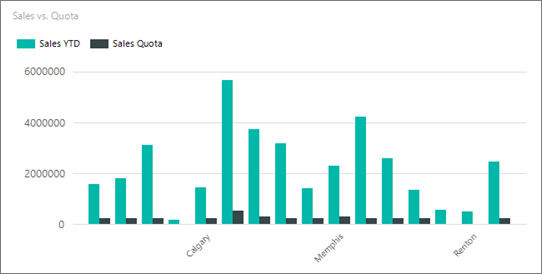 Sales vs. Quota
Sales YTD Sales Quota
6000000
4000000
2000000
0
Calgary Memphis Renton